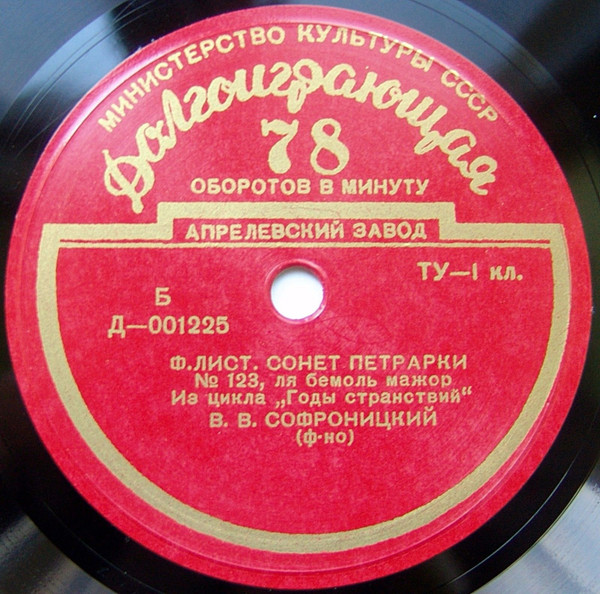 МИНИСТЕРСТВО КУЛЬТУРЫ СССР
Долгоиграющая
78
ОБОРОТОВ В МИНУТУ
АПРЕЛЕВСКИЙ ЗАВОД
ТУ—1 кл.
Б
Д—001225
Ф.ЛИСТ. СОНЕТ ПЕТРАРКИ
№ 123, ля бемоль мажор
Из цикла „Годы странствий“
В. В. СОФРОНИЦКИЙ
(ф-но)